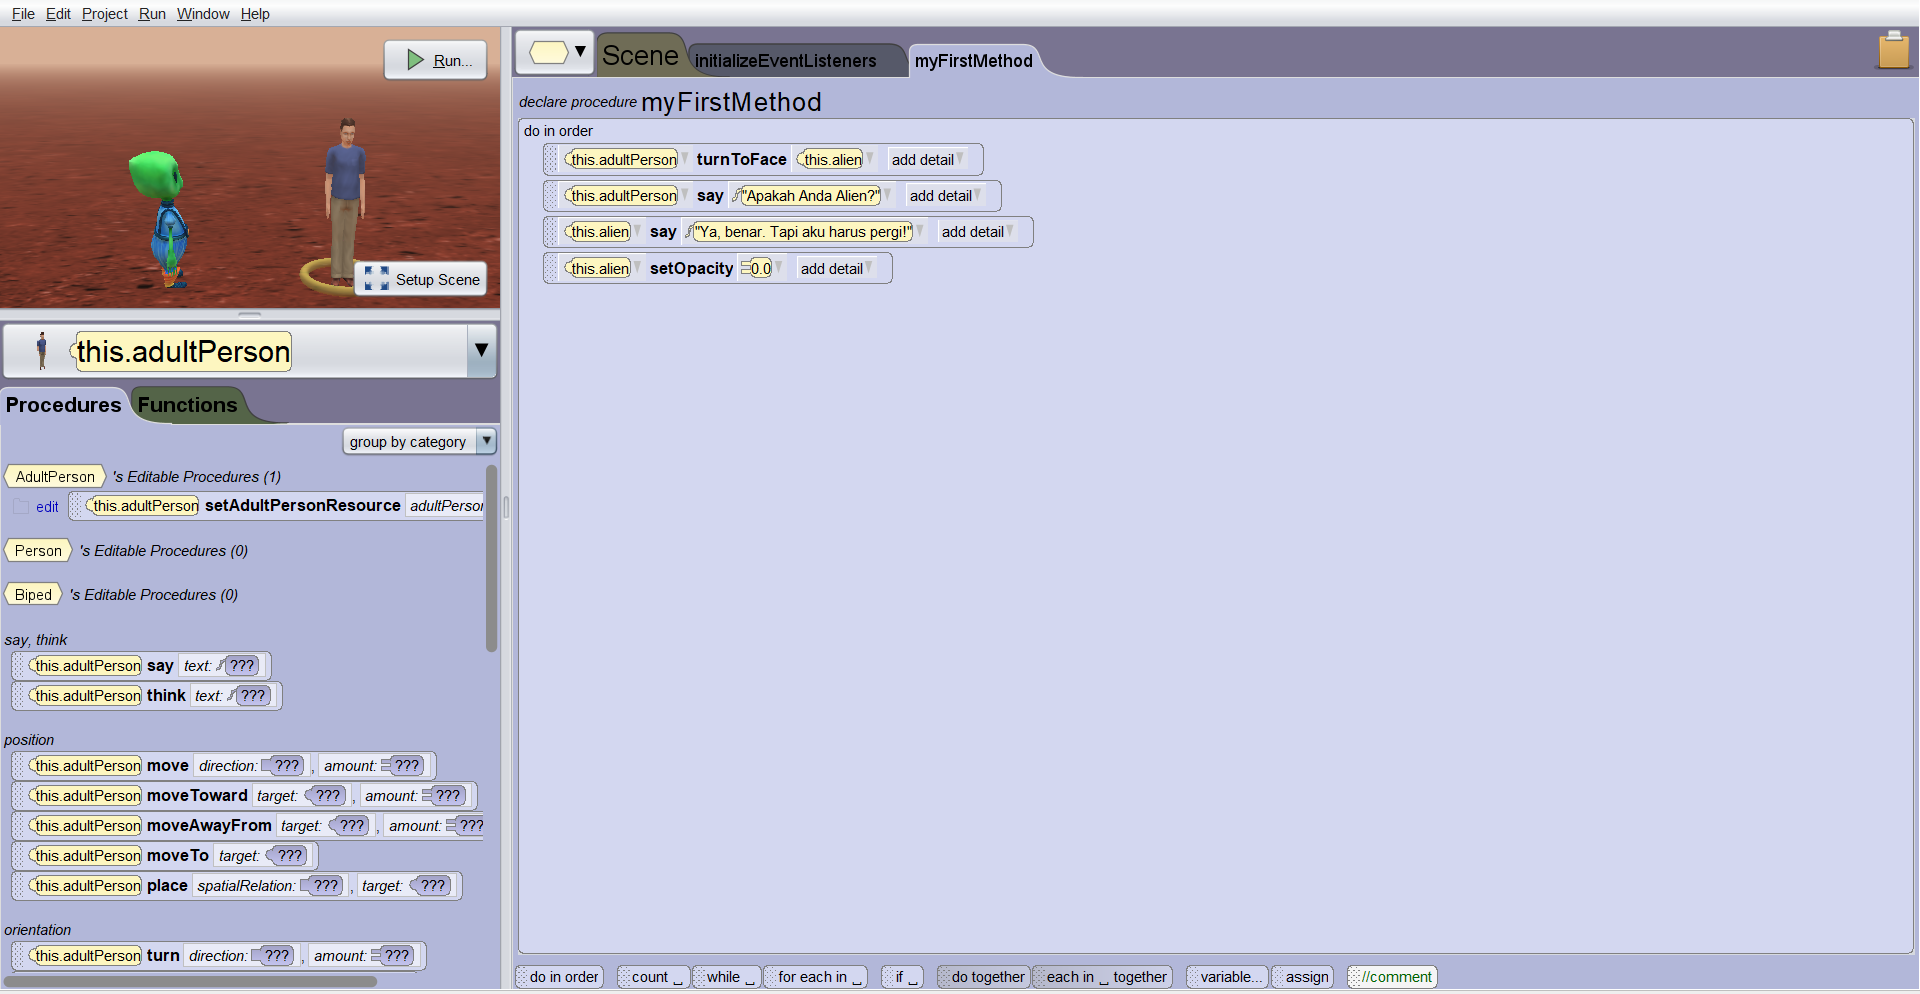 File Edit Project Run Window Help
Run...
Setup Scene
this.adultPerson
Procedures Functions
group by category
AdultPerson 's Editable Procedures (1)
edit this.adultPerson setAdultPersonResource
Person 's Editable Procedures (0)
Biped 's Editable Procedures (0)
say, think
this.adultPerson say text: ???
this.adultPerson think text: ???
position
this.adultPerson move direction: ???, amount: ???
this.adultPerson moveToward target: ???, amount: ???
this.adultPerson moveAwayFrom target: ???, amount: ???
this.adultPerson moveTo target: ???
this.adultPerson place spatialRelation: ???, target: ???
orientation
this.adultPerson turn direction: ???, amount: ???
Scene initializeEventListeners myFirstMethod
declare procedure myFirstMethod
do in order
this.adultPerson turnToFace this.alien add detail
this.adultPerson say "Apakah Anda Alien?" add detail
this.alien say "Ya, benar. Tapi aku harus pergi!" add detail
this.alien setOpacity 0.0 add detail
do in order count _ while _ for each in _ if _ do together each in _ together variable... assign //comment